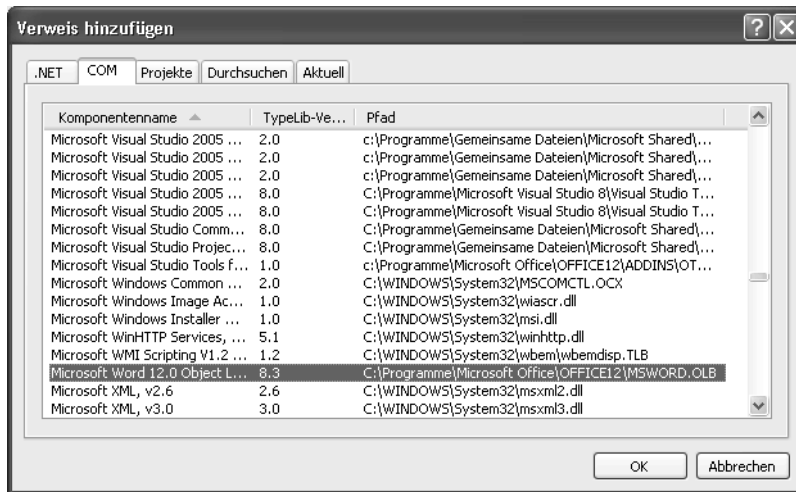 Verweis hinzufügen
.NET COM Projekte Durchsuchen Aktuell
Komponentenname TypeLib-Ve... Pfad
Microsoft Visual Studio 2005 ... 2.0 c:\Programme\Gemeinsame Dateien\Microsoft Shared\...
Microsoft Visual Studio 2005 ... 2.0 c:\Programme\Gemeinsame Dateien\Microsoft Shared\...
Microsoft Visual Studio 2005 ... 2.0 c:\Programme\Gemeinsame Dateien\Microsoft Shared\...
Microsoft Visual Studio 2005 ... 8.0 C:\Programme\Microsoft Visual Studio 8\Visual Studio T...
Microsoft Visual Studio 2005 ... 8.0 C:\Programme\Microsoft Visual Studio 8\Visual Studio T...
Microsoft Visual Studio Comm... 8.0 C:\Programme\Gemeinsame Dateien\Microsoft Shared\...
Microsoft Visual Studio Projec... 8.0 C:\Programme\Gemeinsame Dateien\Microsoft Shared\...
Microsoft Visual Studio Tools f... 1.0 c:\Programme\Microsoft Office\OFFICE12\ADDINS\OT...
Microsoft Windows Common ... 2.0 C:\WINDOWS\System32\MSCOMCTL.OCX
Microsoft Windows Image Ac... 1.0 C:\WINDOWS\System32\wiascr.dll
Microsoft Windows Installer ... 1.0 C:\WINDOWS\System32\msi.dll
Microsoft WinHTTP Services, ... 5.1 C:\WINDOWS\System32\winhttp.dll
Microsoft WMI Scripting V1.2 ... 1.2 C:\WINDOWS\System32\wbem\wbemdisp.TLB
Microsoft Word 12.0 Object L... 8.3 C:\Programme\Microsoft Office\OFFICE12\MSWORD.OLB
Microsoft XML, v2.6 2.6 C:\WINDOWS\System32\msxml2.dll
Microsoft XML, v3.0 3.0 C:\WINDOWS\System32\msxml3.dll
OK Abbrechen